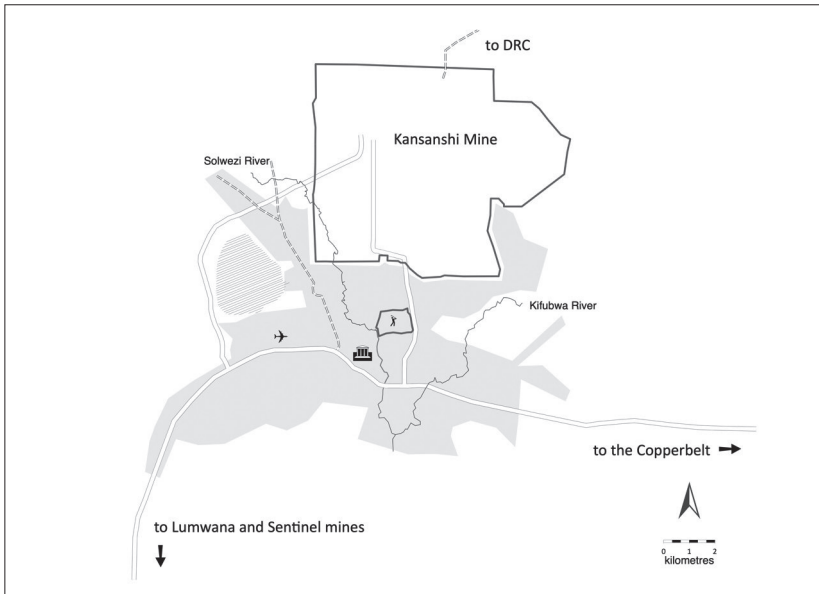 to DRC
Kansanshi Mine
Solwezi River
Kifubwa River
to the Copperbelt
to Lumwana and Sentinel mines
0 1 2
kilometres